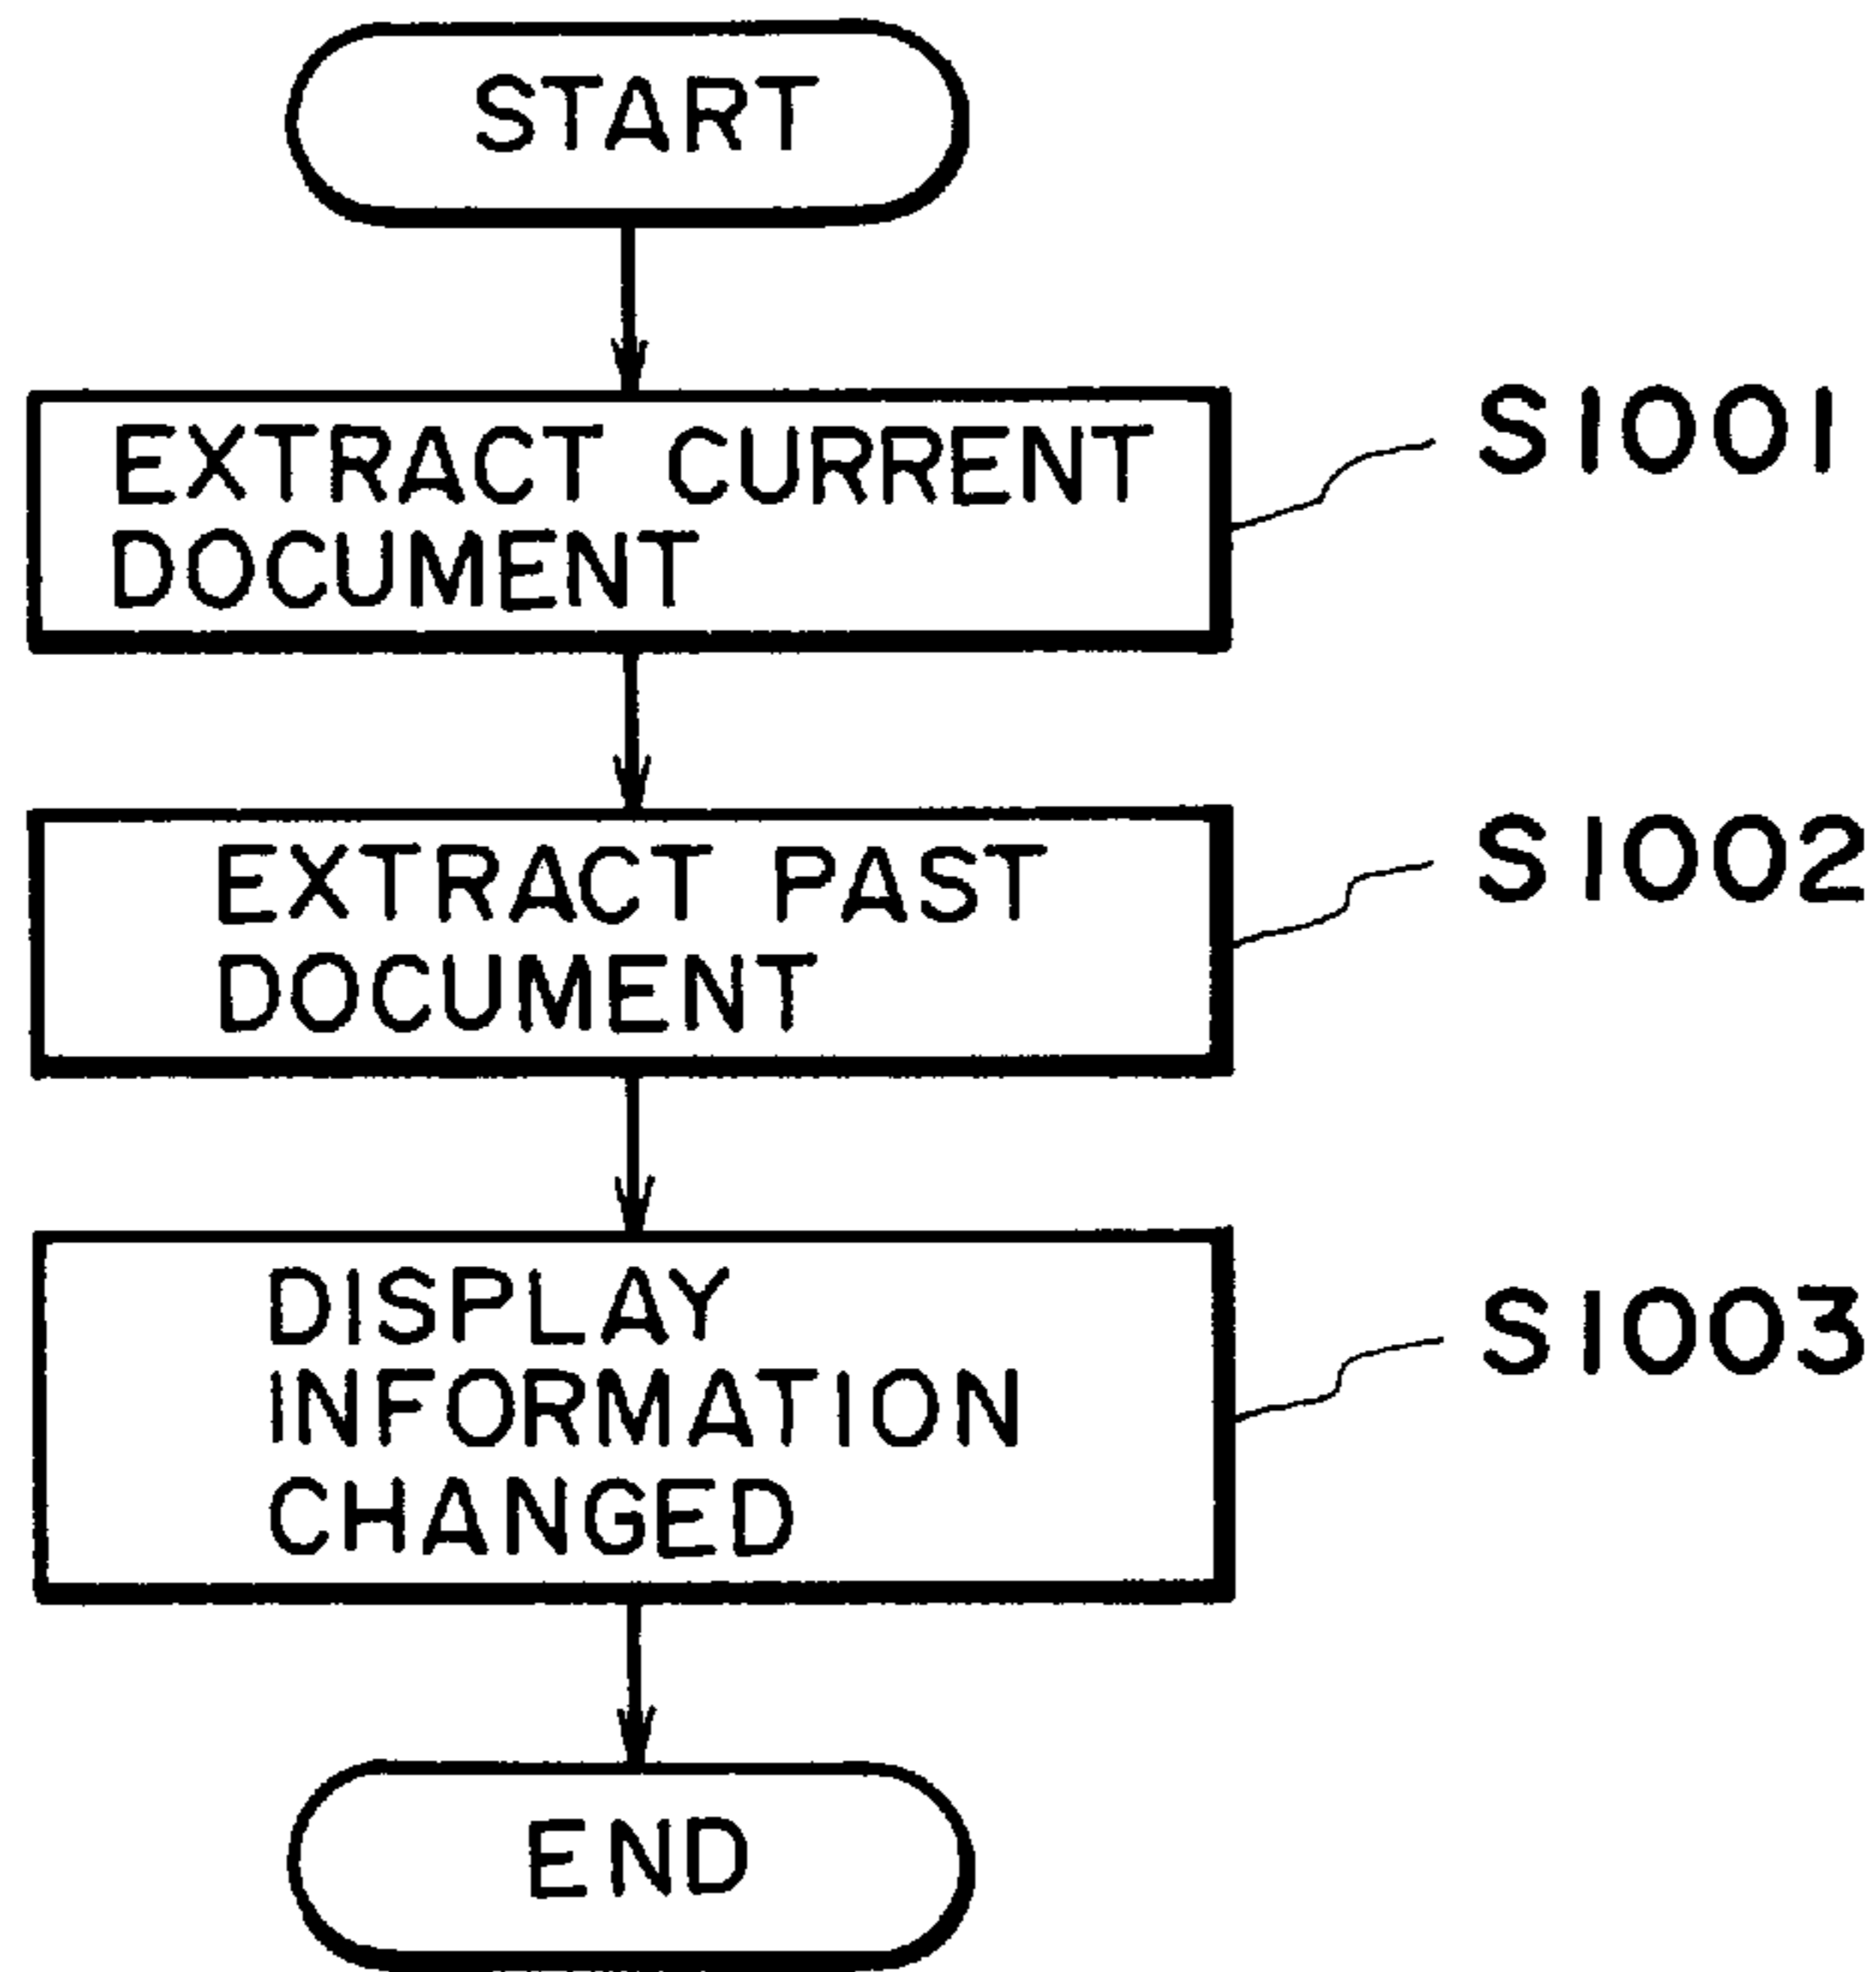 START
EXTRACT CURRENT
DOCUMENT
S1001
EXTRACT PAST
DOCUMENT
S1002
DISPLAY
INFORMATION
CHANGED
S1003
END